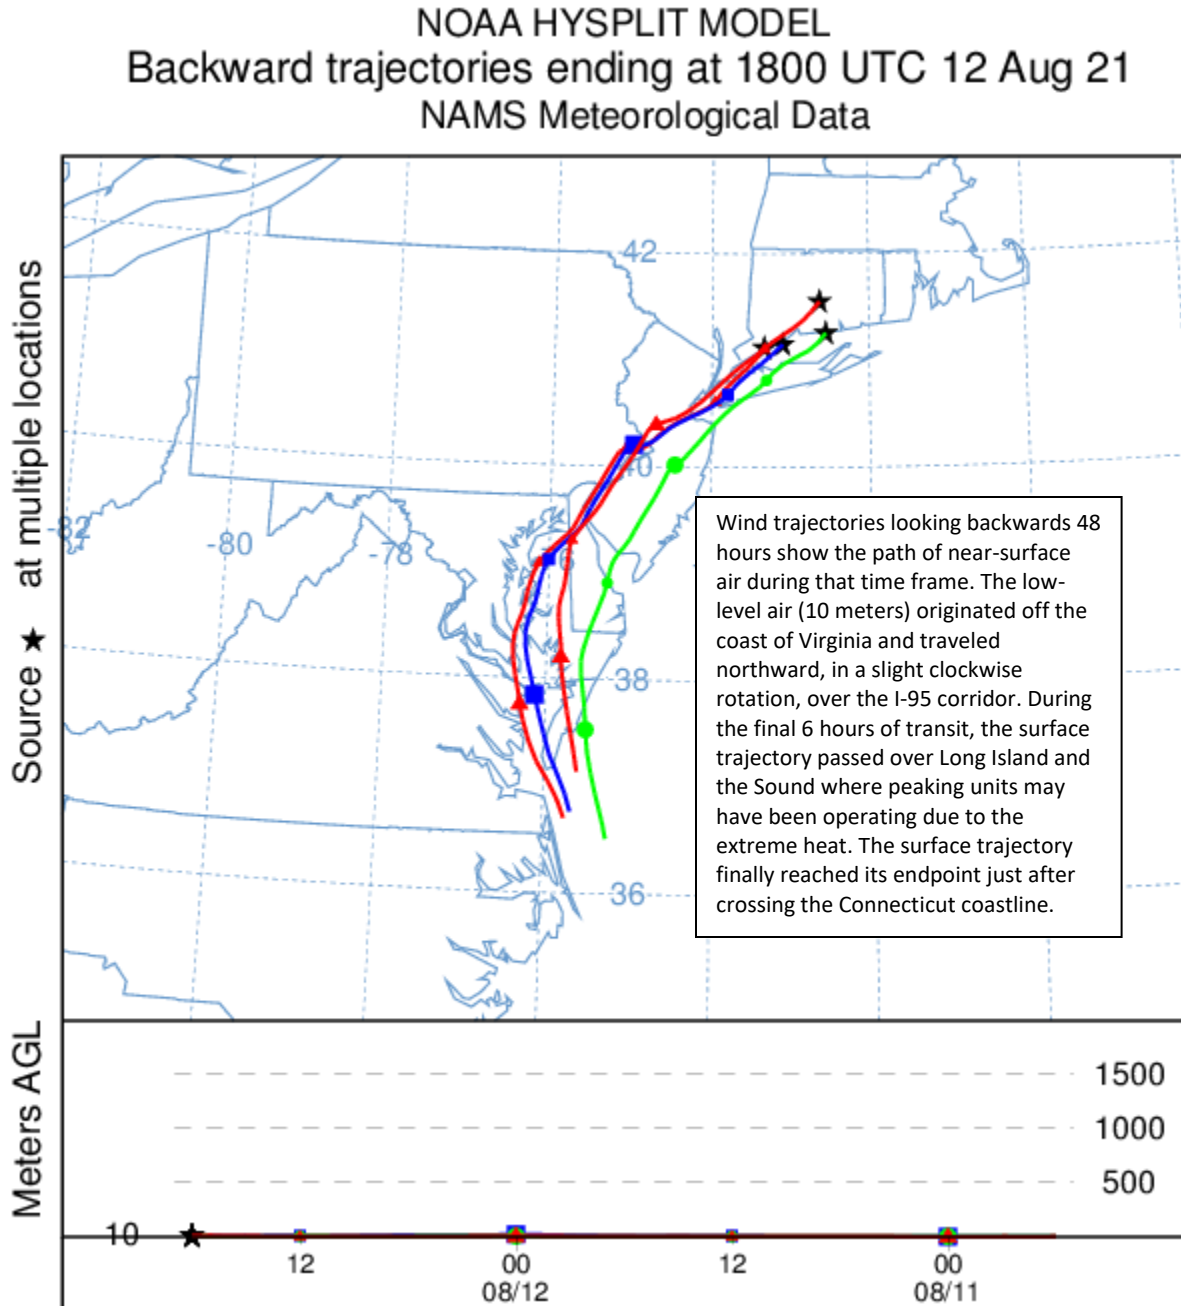 NOAA HYSPLIT MODEL
Backward trajectories ending at 1800 UTC 12 Aug 21
NAMS Meteorological Data
Source ★ at multiple locations
42
-82
-80
-78
38
36
Wind trajectories looking backwards 48
hours show the path of near-surface
air during that time frame. The low-
level air (10 meters) originated off the
coast of Virginia and traveled
northward, in a slight clockwise
rotation, over the I-95 corridor. During
the final 6 hours of transit, the surface
trajectory passed over Long Island and
the Sound where peaking units may
have been operating due to the
extreme heat. The surface trajectory
finally reached its endpoint just after
crossing the Connecticut coastline.
Meters AGL
1500
1000
500
10
12 00 12 00
08/12 08/11